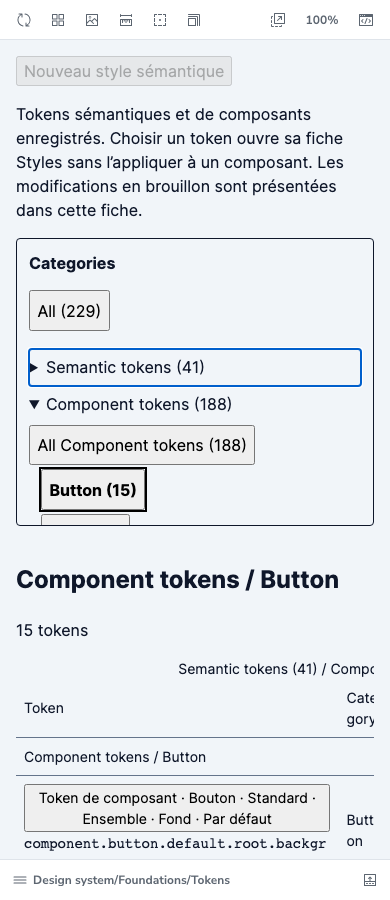 100%
Nouveau style sémantique
Tokens sémantiques et de composants
enregistrés. Choisir un token ouvre sa fiche
Styles sans l’appliquer à un composant. Les
modifications en brouillon sont présentées
dans cette fiche.
Categories
All (229)
Semantic tokens (41)
Component tokens (188)
All Component tokens (188)
Button (15)
Component tokens / Button
15 tokens
Semantic tokens (41) / Compo
Token
Cate
gory
Component tokens / Button
Token de composant · Bouton · Standard ·
Ensemble · Fond · Par défaut
Butt
on
component.button.default.root.backgr
Design system/Foundations/Tokens